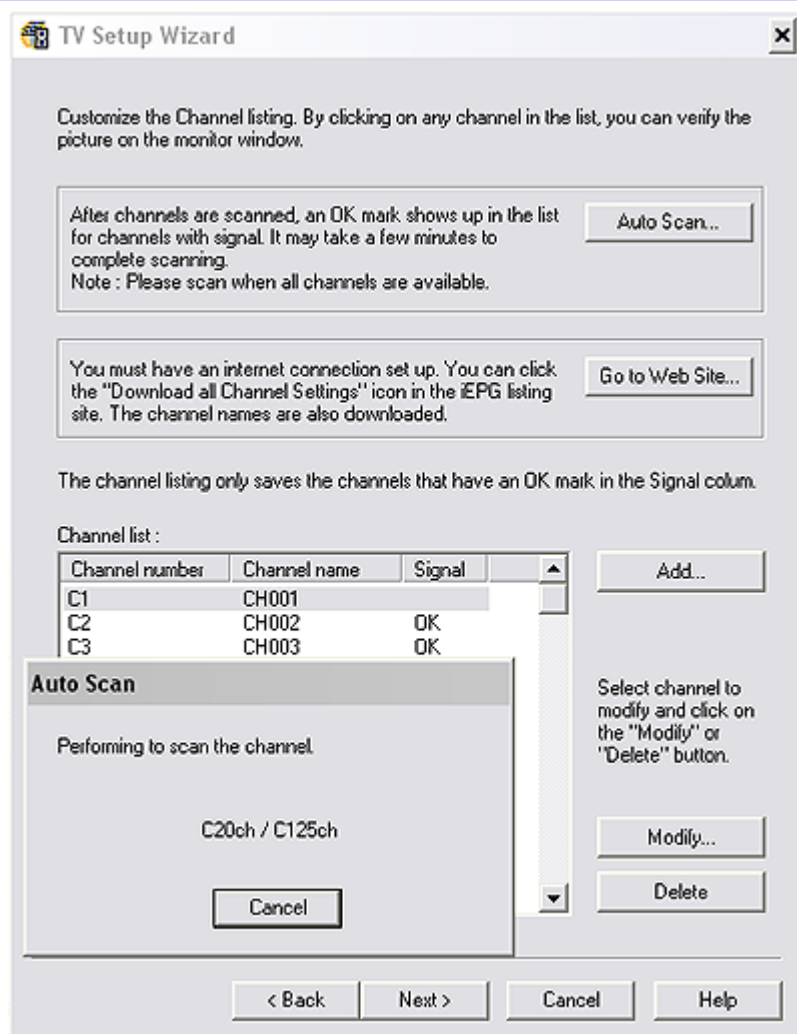 TV Setup Wizard
Customize the Channel listing. By clicking on any channel in the list, you can verify the
picture on the monitor window.
After channels are scanned, an OK mark shows up in the list
for channels with signal. It may take a few minutes to
complete scanning.
Note : Please scan when all channels are available.
Auto Scan...
You must have an internet connection set up. You can click
the "Download all Channel Settings" icon in the iEPG listing
site. The channel names are also downloaded.
Go to Web Site...
The channel listing only saves the channels that have an OK mark in the Signal colum.
Channel list :
Channel number Channel name Signal
C1 CH001
C2 CH002 OK
C3 CH003 OK
Add...
Auto Scan
Performing to scan the channel.
C20ch / C125ch
Cancel
Select channel to
modify and click on
the "Modify" or
"Delete" button.
Modify...
Delete
< Back Next > Cancel Help